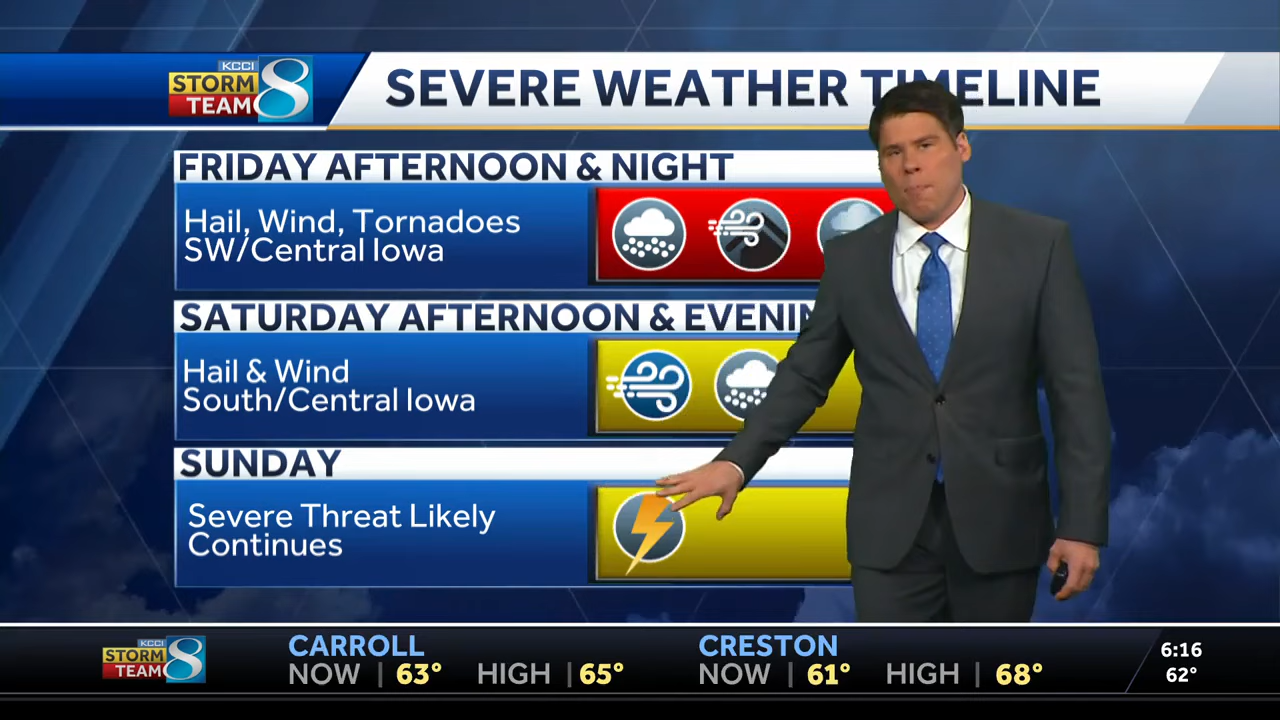 KCCI
STORM
TEAM 8
SEVERE WEATHER TIMELINE
FRIDAY AFTERNOON & NIGHT
Hail, Wind, Tornadoes
SW/Central Iowa
SATURDAY AFTERNOON & EVENIN
Hail & Wind
South/Central Iowa
SUNDAY
Severe Threat Likely
Continues
KCCI
STORM
TEAM 8
CARROLL
NOW | 63° HIGH | 65°
CRESTON
NOW | 61° HIGH | 68°
6:16
62°